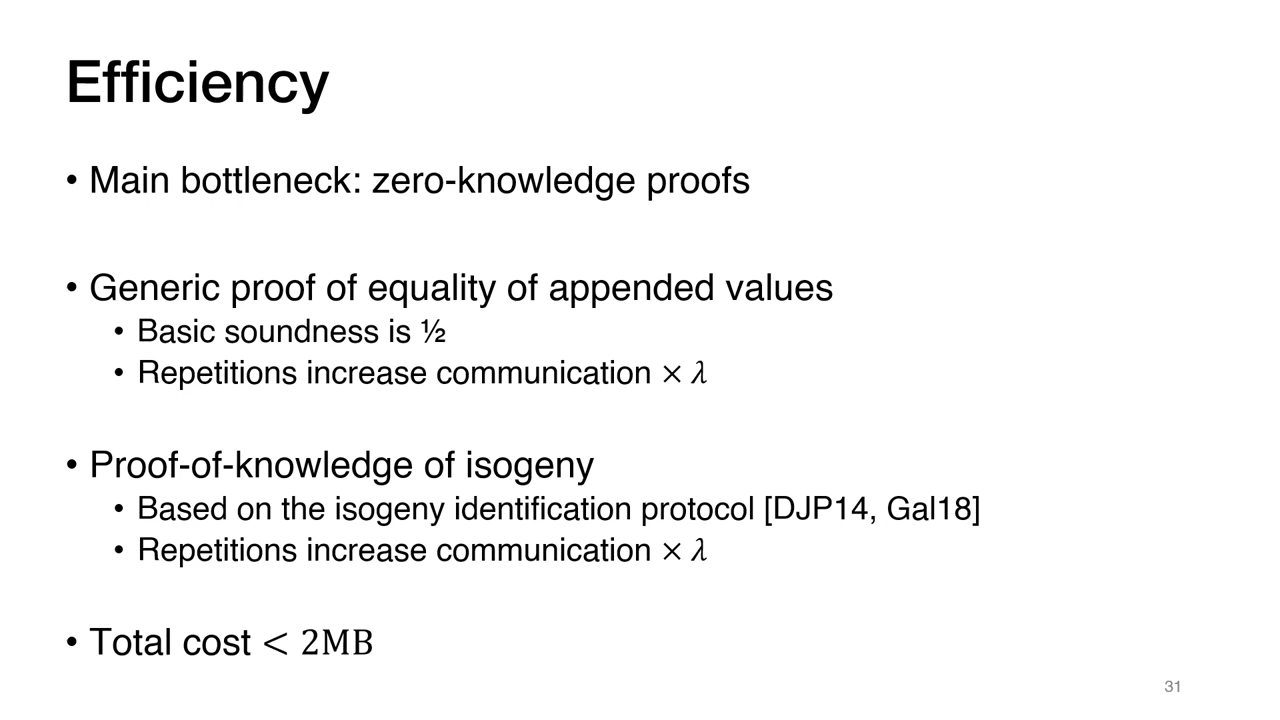 Efficiency
• Main bottleneck: zero-knowledge proofs
• Generic proof of equality of appended values
• Basic soundness is ½
• Repetitions increase communication × λ
• Proof-of-knowledge of isogeny
• Based on the isogeny identification protocol [DJP14, Gal18]
• Repetitions increase communication × λ
• Total cost < 2MB
31